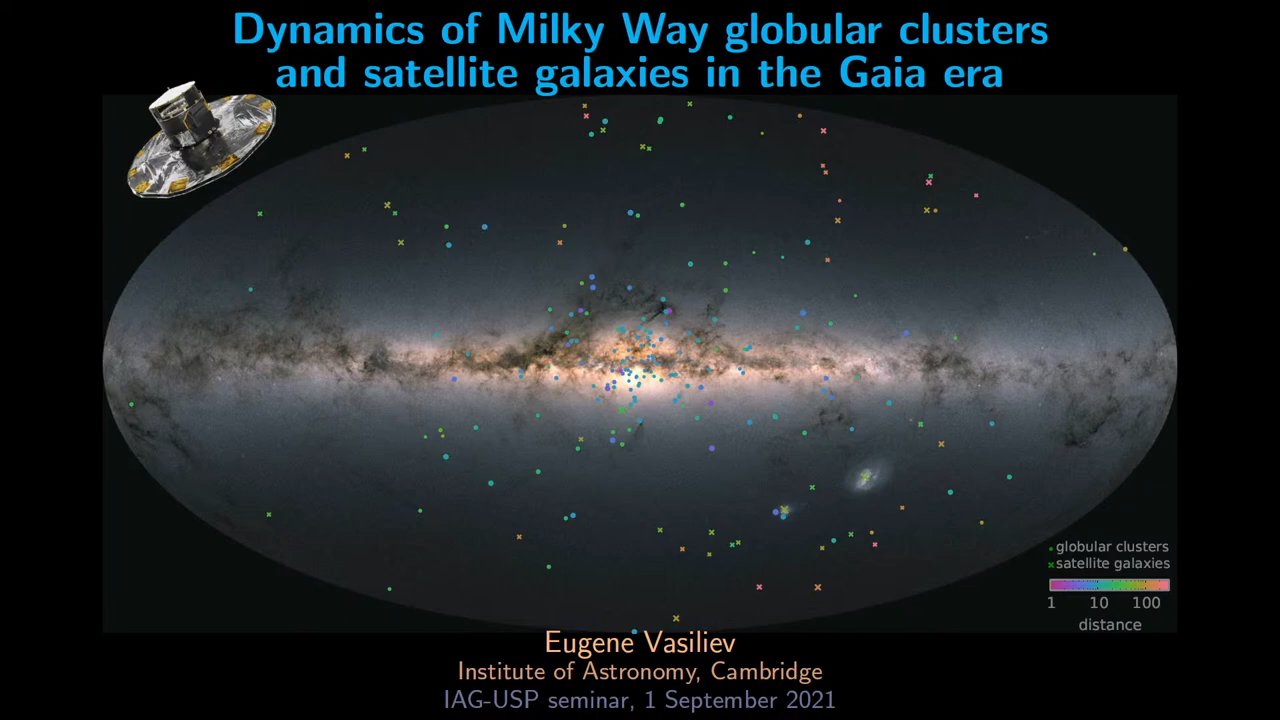 Dynamics of Milky Way globular clusters
and satellite galaxies in the Gaia era
globular clusters
satellite galaxies
1 10 100
distance
Eugene Vasiliev
Institute of Astronomy, Cambridge
IAG-USP seminar, 1 September 2021